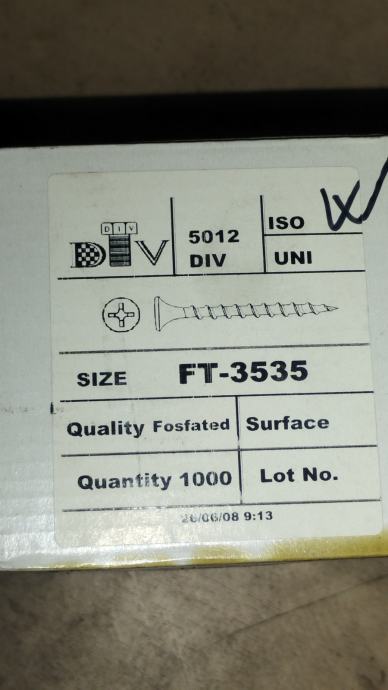 D I V
DIV
5012
DIV
ISO
UNI
SIZE FT-3535
Quality Fosfated Surface
Quantity 1000 Lot No.
26/06/08 9:13